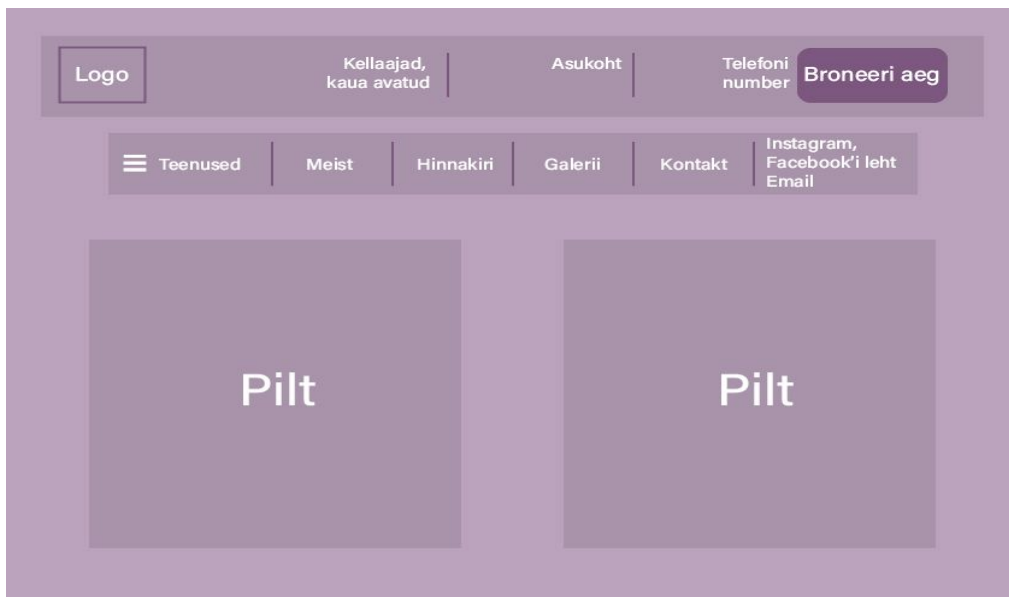 Logo
Kellaajad,
kaua avatud
Asukoht
Telefoni
number
Broneeri aeg
Teenused
Meist
Hinnakiri
Galerii
Kontakt
Instagram,
Facebook'i leht
Email
Pilt
Pilt